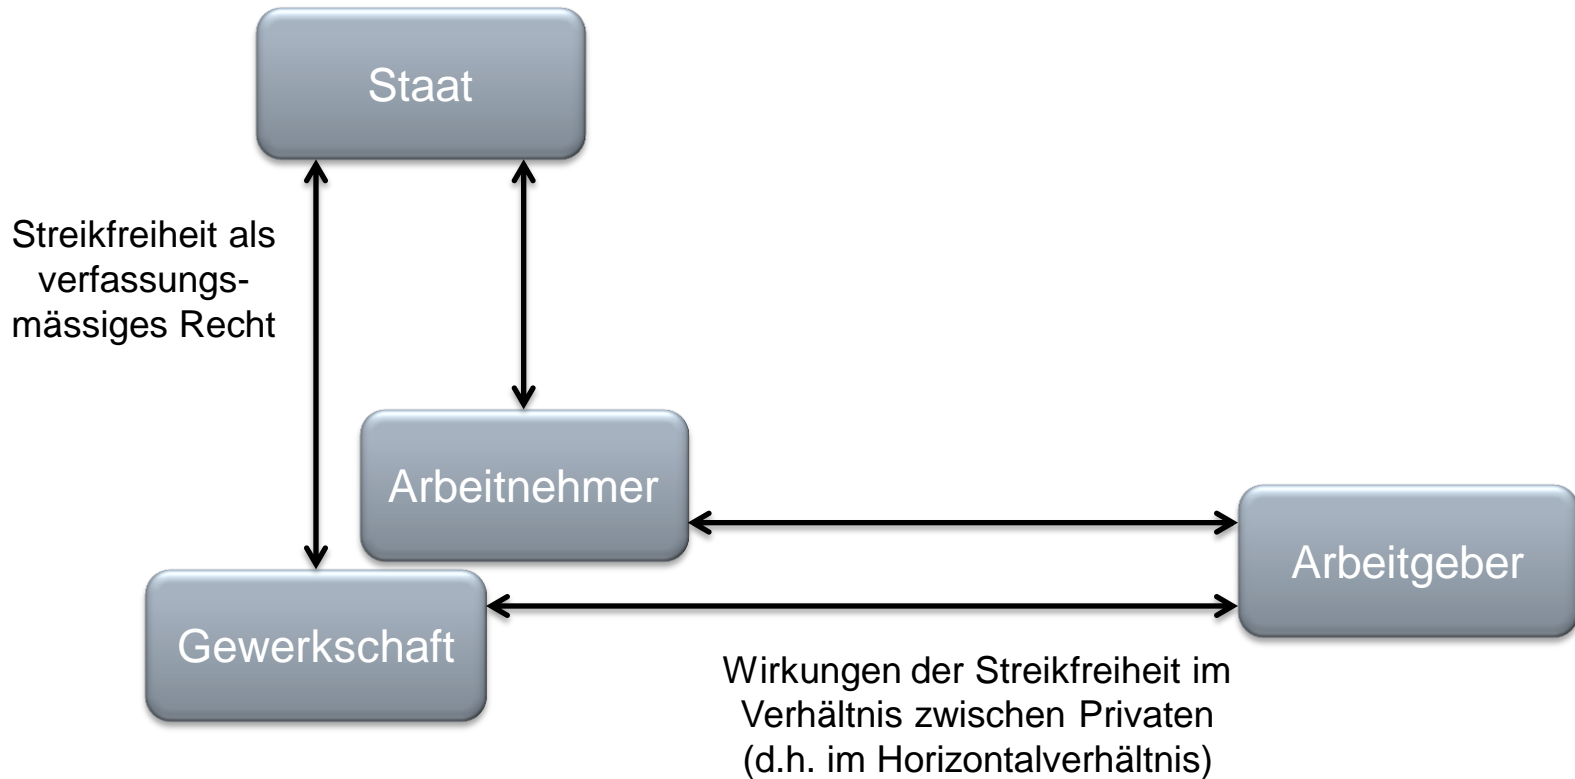 Staat
Streikfreiheit als
verfassungs-
mässiges Recht
Arbeitnehmer
Arbeitgeber
Gewerkschaft
Wirkungen der Streikfreiheit im
Verhältnis zwischen Privaten
(d.h. im Horizontalverhältnis)